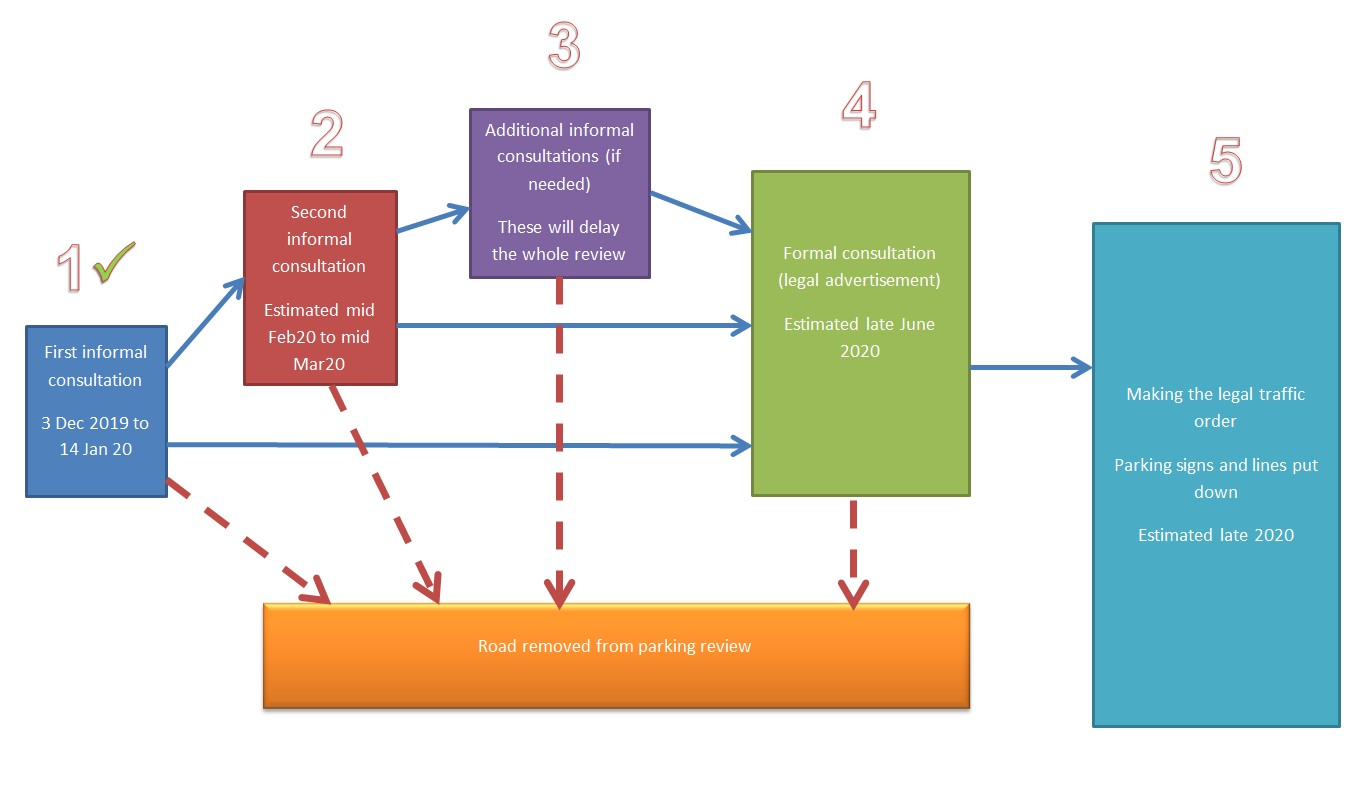 1
First informal
consultation
3 Dec 2019 to
14 Jan 20
2
Second
informal
consultation
Estimated mid
Feb20 to mid
Mar20
3
Additional informal
consultations (if
needed)
These will delay
the whole review
4
Formal consultation
(legal advertisement)
Estimated late June
2020
5
Making the legal traffic
order
Parking signs and lines put
down
Estimated late 2020
Road removed from parking review